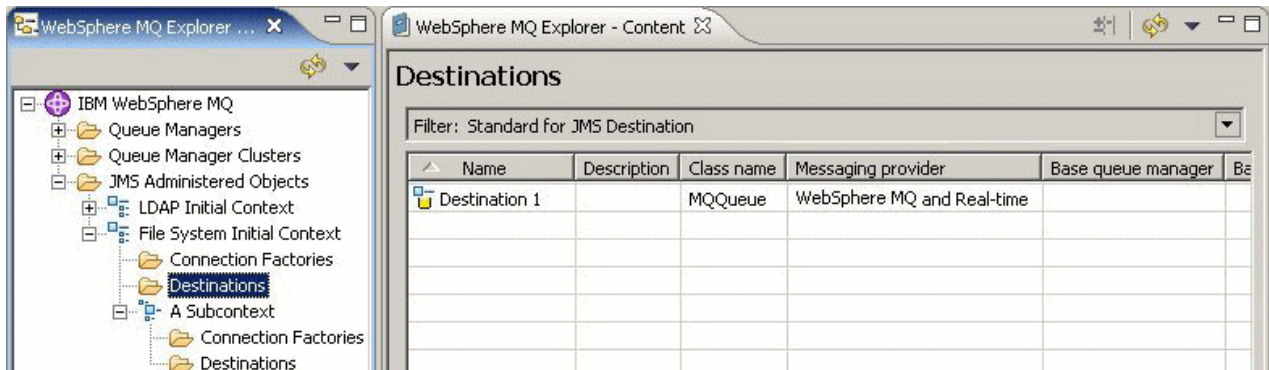 WebSphere MQ Explorer ...
IBM WebSphere MQ
Queue Managers
Queue Manager Clusters
JMS Administered Objects
LDAP Initial Context
File System Initial Context
Connection Factories
Destinations
A Subcontext
Connection Factories
Destinations
WebSphere MQ Explorer - Content
Destinations
Filter: Standard for JMS Destination
Name Description Class name Messaging provider Base queue manager Ba
Destination 1 MQQueue WebSphere MQ and Real-time